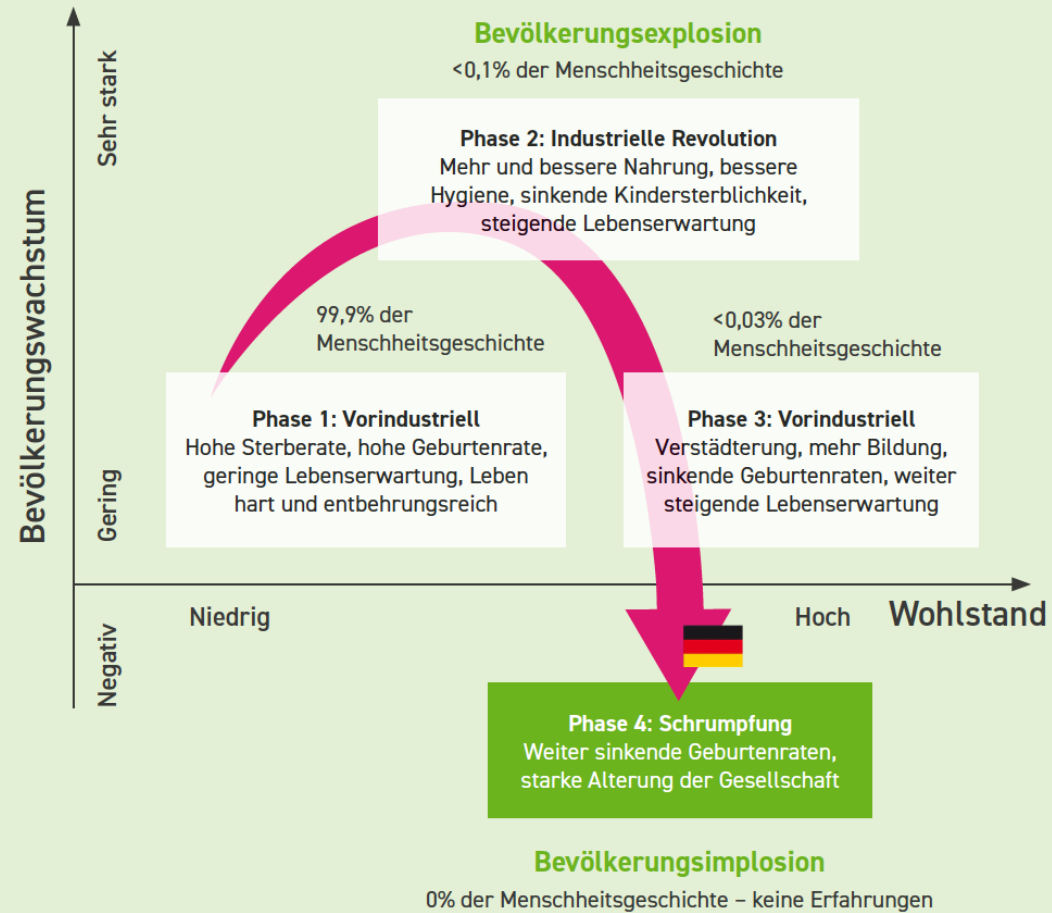 Bevölkerungsexplosion
<0,1% der Menschheitsgeschichte
Phase 2: Industrielle Revolution
Mehr und bessere Nahrung, bessere
Hygiene, sinkende Kindersterblichkeit,
steigende Lebenserwartung
Bevölkerungswachstum
Sehr stark
Gering
Negativ
99,9% der
Menschheitsgeschichte
Phase 1: Vorindustriell
Hohe Sterberate, hohe Geburtenrate,
geringe Lebenserwartung, Leben
hart und entbehrungsreich
<0,03% der
Menschheitsgeschichte
Phase 3: Vorindustriell
Verstädterung, mehr Bildung,
sinkende Geburtenraten, weiter
steigende Lebenserwartung
Niedrig
Hoch
Wohlstand
Phase 4: Schrumpfung
Weiter sinkende Geburtenraten,
starke Alterung der Gesellschaft
Bevölkerungsimplosion
0% der Menschheitsgeschichte – keine Erfahrungen